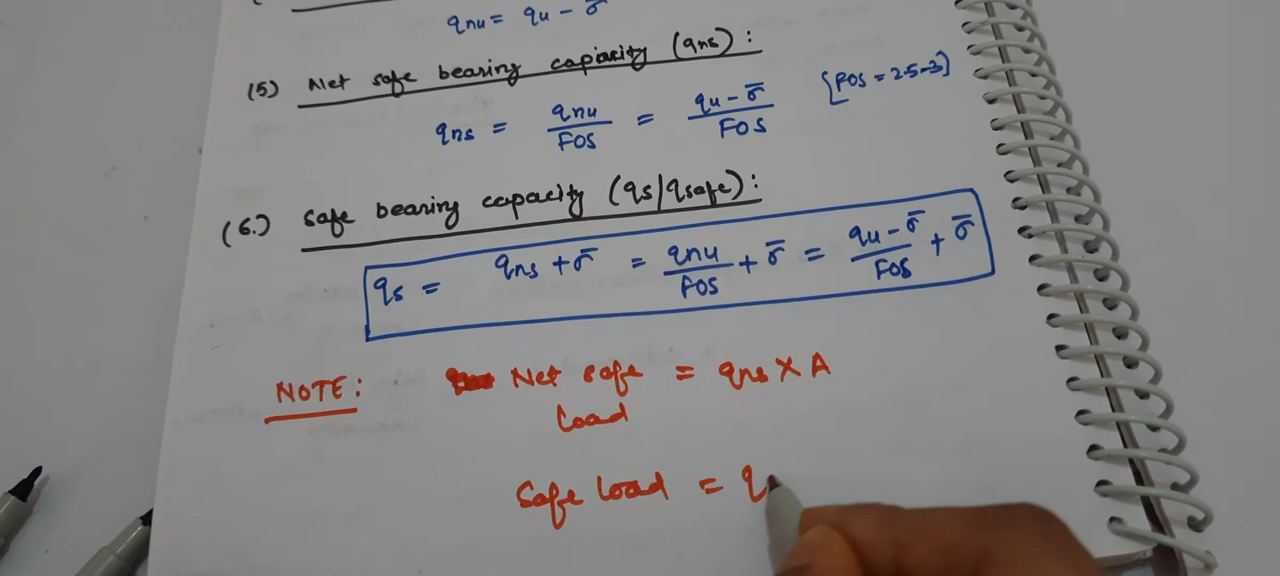 qnu = qu - σ̄
(5) Net safe bearing capacity (qns) :
qns = qnu/FOS = qu - σ̄/FOS {FOS = 2.5-3}
(6.) Safe bearing capacity (qs/qsafe) :
qs = qns + σ̄ = qnu/FOS + σ̄ = qu - σ̄/FOS + σ̄
NOTE : Net safe = qns X A
load
Safe load = q